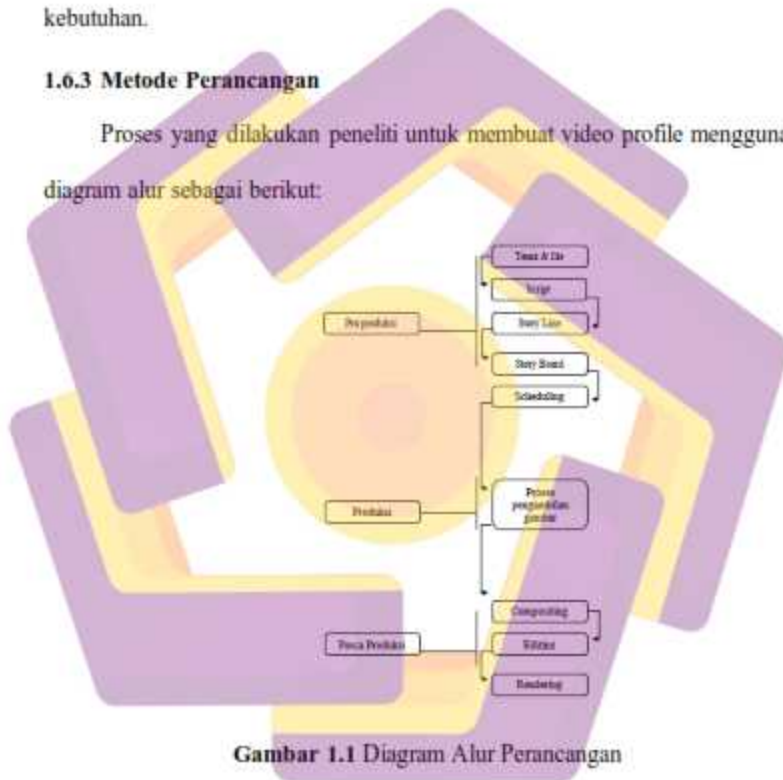 kebutuhan.
1.6.3 Metode Perancangan
Proses yang dilakukan peneliti untuk membuat video profile mengguna
diagram alur sebagai berikut:
Script
Pra produksi
Story Line
Story Board
Scheduling
Produksi
Proses
pengambilan
gambar
Compositing
Pasca Produksi
Editing
Rendering
Gambar 1.1 Diagram Alur Perancangan